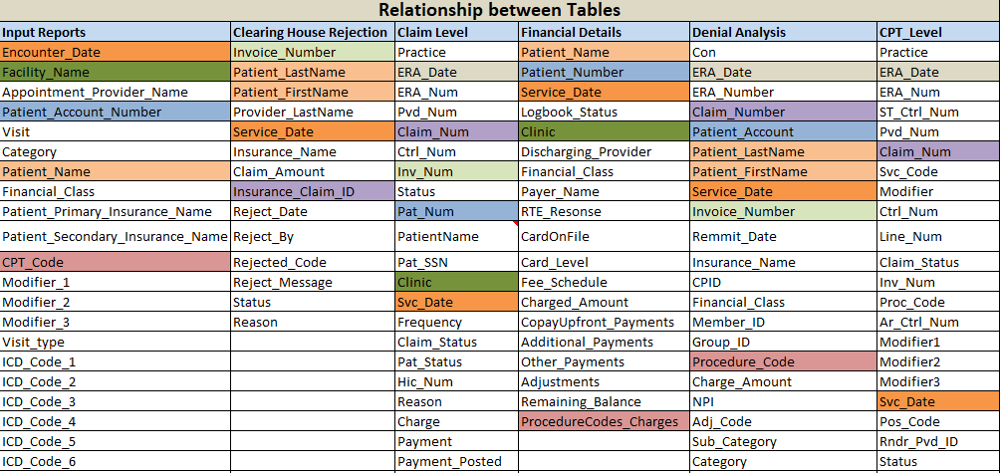 Relationship between Tables
Input Reports Clearing House Rejection Claim Level Financial Details Denial Analysis CPT_Level
Encounter_Date Invoice_Number Practice Patient_Name Con Practice
Facility_Name Patient_LastName ERA_Date Patient_Number ERA_Date ERA_Date
Appointment_Provider_Name Patient_FirstName ERA_Num Service_Date ERA_Number ERA_Num
Patient_Account_Number Provider_LastName Pvd_Num Logbook_Status Claim_Number ST_Ctrl_Num
Visit Service_Date Claim_Num Clinic Patient_Account Pvd_Num
Category Insurance_Name Ctrl_Num Discharging_Provider Patient_LastName Claim_Num
Patient_Name Claim_Amount Inv_Num Financial_Class Patient_FirstName Svc_Code
Financial_Class Insurance_Claim_ID Status Payer_Name Service_Date Modifier
Patient_Primary_Insurance_Name Reject_Date Pat_Num RTE_Resonse Invoice_Number Ctrl_Num
Patient_Secondary_Insurance_Name Reject_By PatientName CardOnFile Remmit_Date Line_Num
CPT_Code Rejected_Code Pat_SSN Card_Level Insurance_Name Claim_Status
Modifier_1 Reject_Message Clinic Fee_Schedule CPID Inv_Num
Modifier_2 Status Svc_Date Charged_Amount Financial_Class Proc_Code
Modifier_3 Reason Frequency CopayUpfront_Payments Member_ID Ar_Ctrl_Num
Visit_type Claim_Status Additional_Payments Group_ID Modifier1
ICD_Code_1 Pat_Status Other_Payments Procedure_Code Modifier2
ICD_Code_2 Hic_Num Adjustments Charge_Amount Modifier3
ICD_Code_3 Reason Remaining_Balance NPI Svc_Date
ICD_Code_4 Charge ProcedureCodes_Charges Adj_Code Pos_Code
ICD_Code_5 Payment Sub_Category Rndr_Pvd_ID
ICD_Code_6 Payment_Posted Category Status